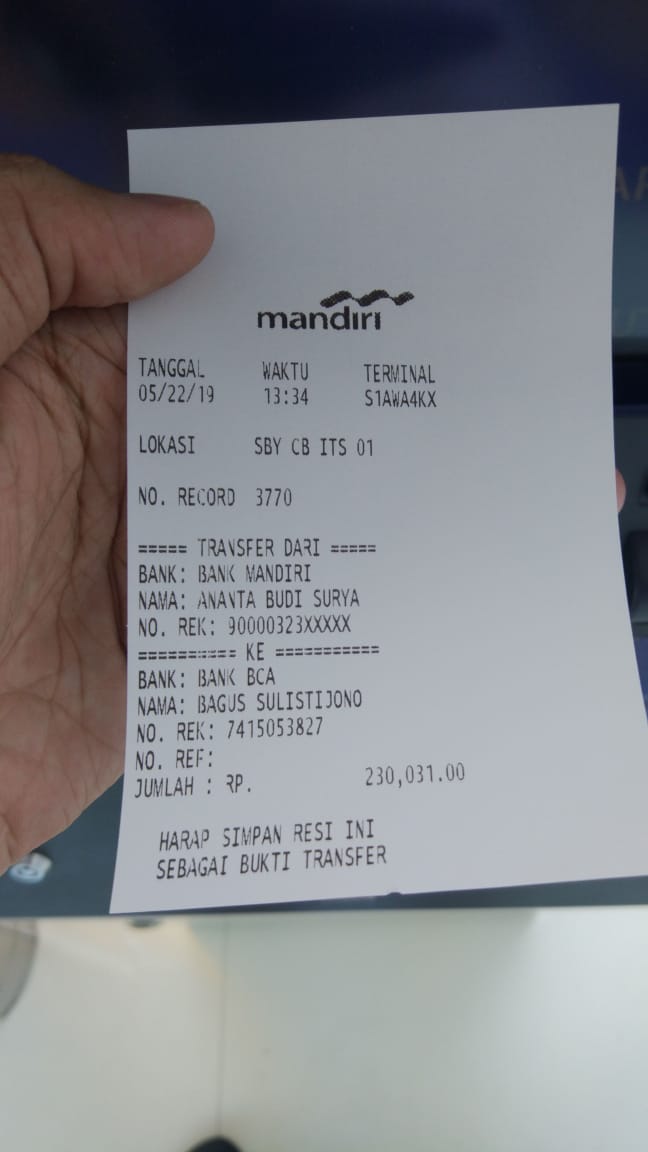 mandiri
TANGGAL WAKTU TERMINAL
05/22/19 13:34 S1AWA4KX
LOKASI SBY CB ITS 01
NO. RECORD 3770
===== TRANSFER DARI =====
BANK: BANK MANDIRI
NAMA: ANANTA BUDI SURYA
NO. REK: 90000323XXXXX
========== KE ===========
BANK: BANK BCA
NAMA: BAGUS SULISTIJONO
NO. REK: 7415053827
NO. REF:
JUMLAH : RP. 230,031.00
HARAP SIMPAN RESI INI
SEBAGAI BUKTI TRANSFER